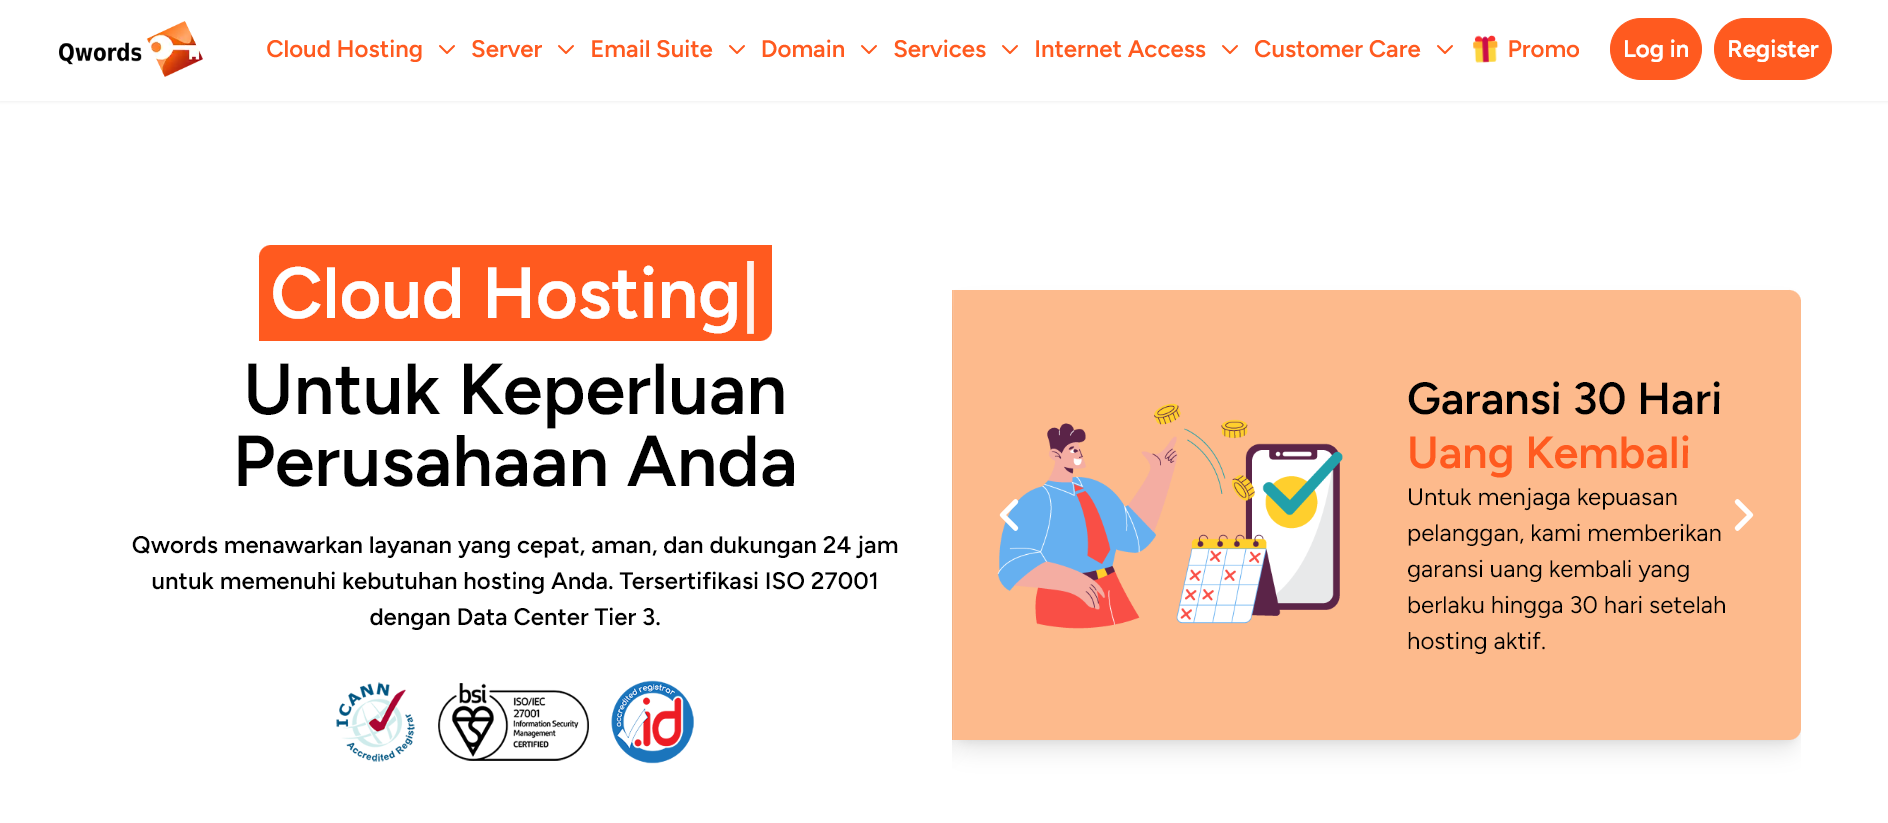 Qwords
Cloud Hosting
Server
Email Suite
Domain
Services
Internet Access
Customer Care
Promo
Log in
Register
Cloud Hosting|
Untuk Keperluan
Perusahaan Anda
Qwords menawarkan layanan yang cepat, aman, dan dukungan 24 jam
untuk memenuhi kebutuhan hosting Anda. Tersertifikasi ISO 27001
dengan Data Center Tier 3.
ICANN
Accredited Registrar
bsi
ISO/IEC
27001
Information Security
Management
CERTIFIED
accredited registrar
.id
Garansi 30 Hari
Uang Kembali
Untuk menjaga kepuasan
pelanggan, kami memberikan
garansi uang kembali yang
berlaku hingga 30 hari setelah
hosting aktif.